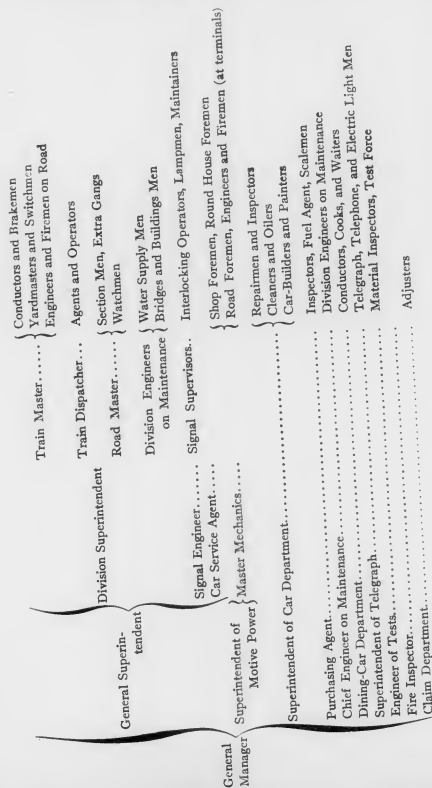 General
Manager
General Superin-
tendent
Division Superintendent
Train Master......
Conductors and Brakemen
Yardmasters and Switchmen
Engineers and Firemen on Road
Train Dispatcher...
Agents and Operators
Road Master......
Section Men, Extra Gangs
Watchmen
Division Engineers
on Maintenance
Water Supply Men
Bridges and Buildings Men
Signal Engineer......
Signal Supervisors..
Interlocking Operators, Lampmen, Maintainers
Car Service Agent....
Superintendent of
Motive Power
Master Mechanics.....
Shop Foremen, Round House Foremen
Road Foremen, Engineers and Firemen (at terminals)
Superintendent of Car Department..............................
Repairmen and Inspectors
Cleaners and Oilers
Car-Builders and Painters
Purchasing Agent.............................................. Inspectors, Fuel Agent, Scalemen
Chief Engineer on Maintenance................................. Division Engineers on Maintenance
Dining-Car Department......................................... Conductors, Cooks, and Waiters
Superintendent of Telegraph................................... Telegraph, Telephone, and Electric Light Men
Engineer of Tests............................................. Material Inspectors, Test Force
Fire Inspector................................................
Claim Department.............................................. Adjusters